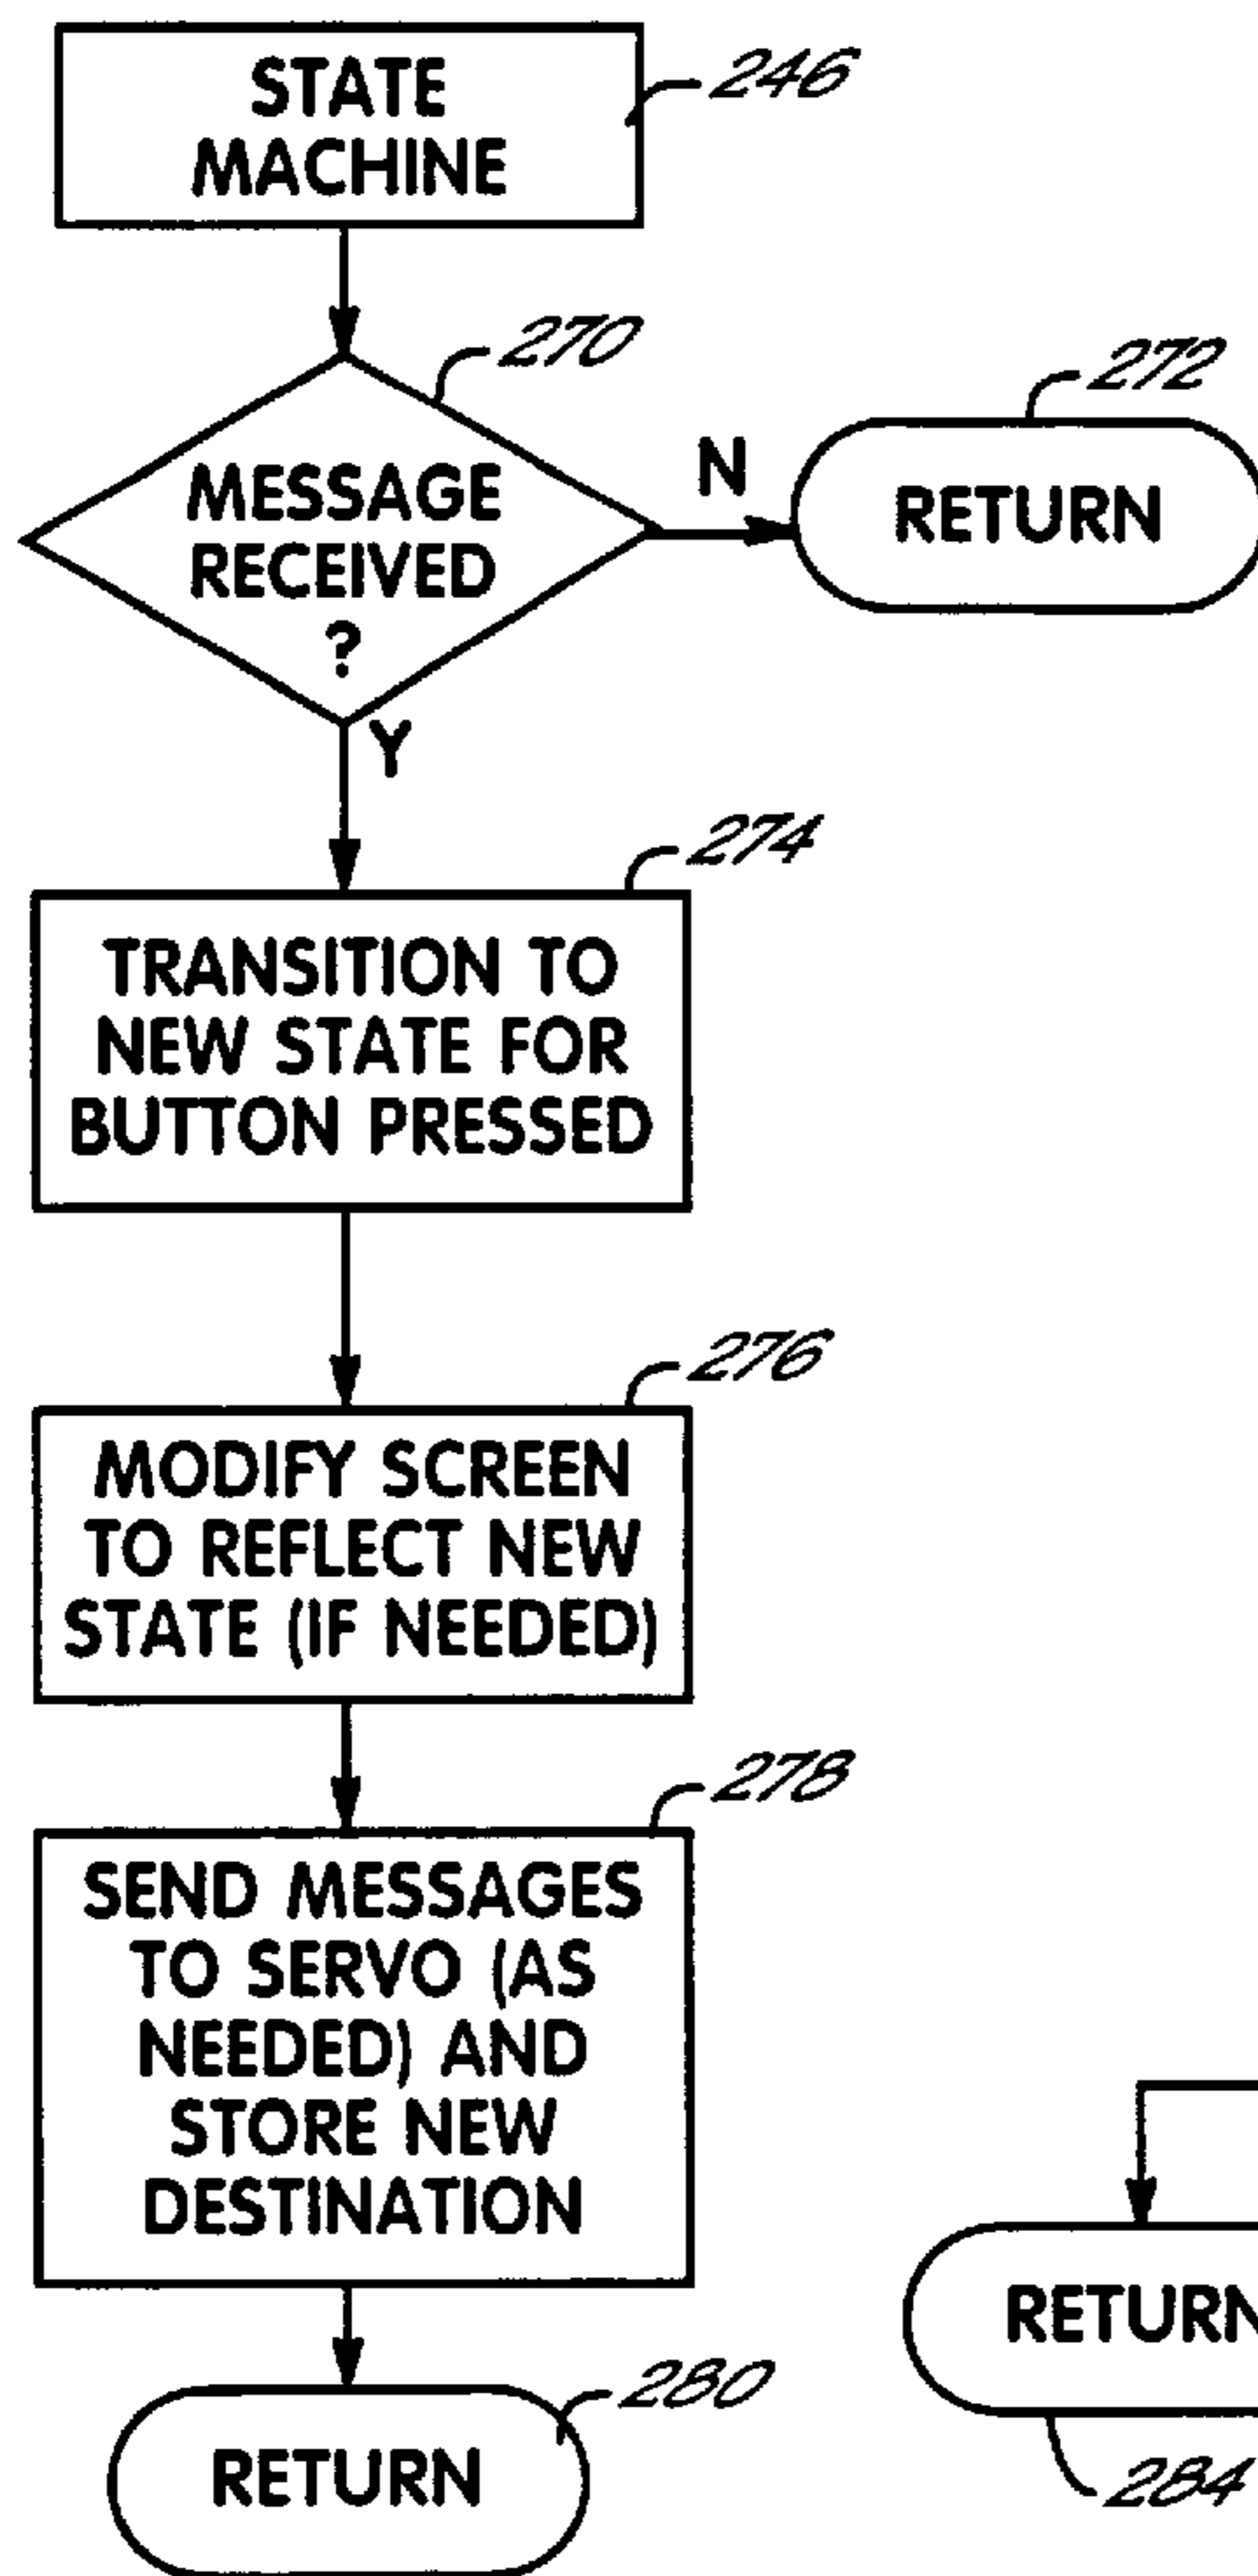 STATE
MACHINE
246
270
MESSAGE
RECEIVED
?
N
272
RETURN
Y
274
TRANSITION TO
NEW STATE FOR
BUTTON PRESSED
276
MODIFY SCREEN
TO REFLECT NEW
STATE (IF NEEDED)
278
SEND MESSAGES
TO SERVO (AS
NEEDED) AND
STORE NEW
DESTINATION
280
RETURN
RETURN
284